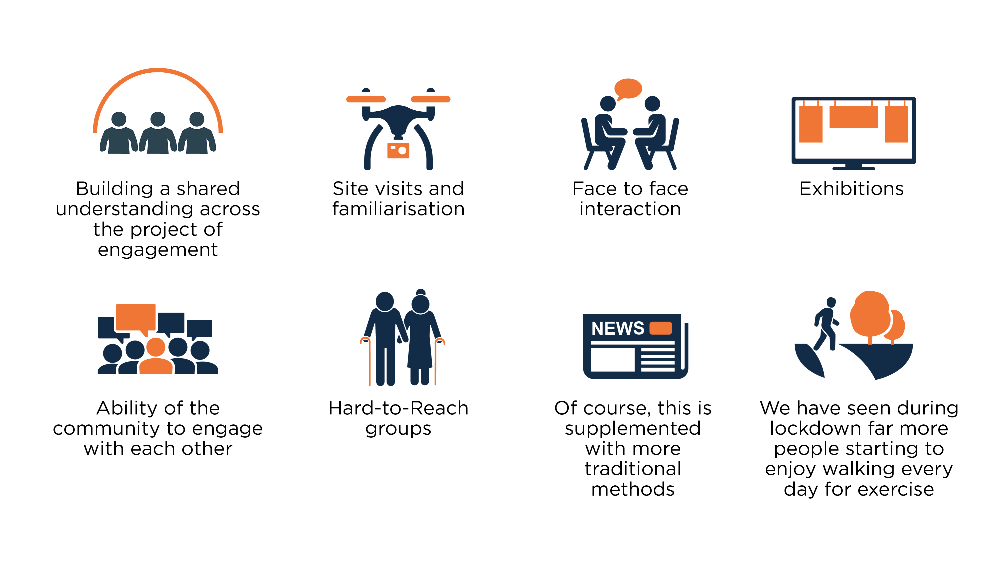 Building a shared
understanding across
the project of
engagement
Site visits and
familiarisation
Face to face
interaction
Exhibitions
Ability of the
community to engage
with each other
Hard-to-Reach
groups
NEWS
Of course, this is
supplemented
with more
traditional
methods
We have seen during
lockdown far more
people starting to
enjoy walking every
day for exercise